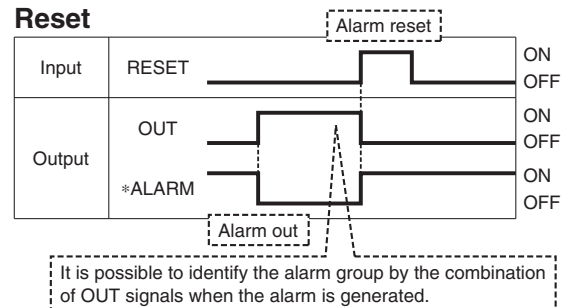 Reset
Alarm reset
Input RESET ON
OFF
Output OUT ON
OFF
*ALARM ON
OFF
Alarm out
It is possible to identify the alarm group by the combination
of OUT signals when the alarm is generated.